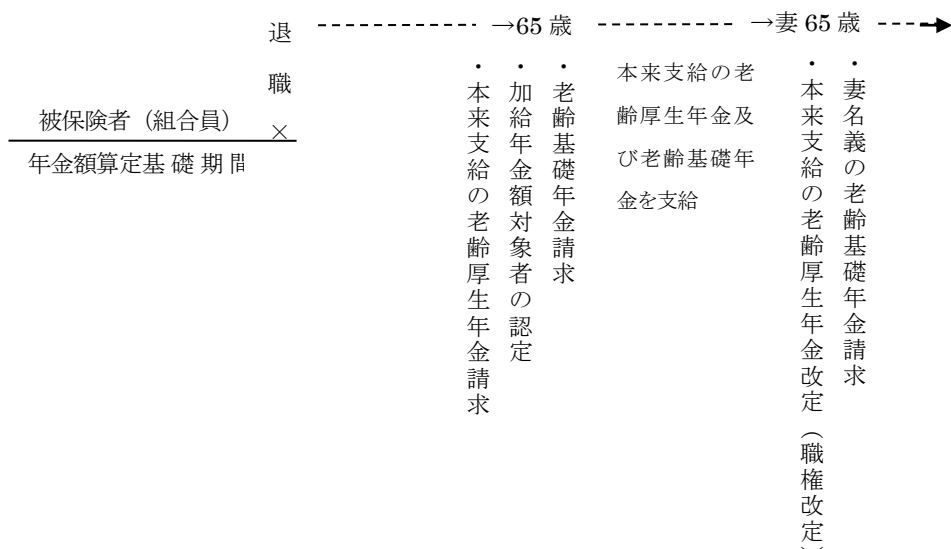 退職
×
被保険者（組合員）
年金額算定基 礎 期 間
→65 歳
・老齢基礎年金請求
・加給年金額対象者の認定
・本来支給の老齢厚生年金請求
本来支給の老
齢厚生年金及
び老齢基礎年
金を支給
→妻 65 歳
・妻名義の老齢基礎年金請求
・本来支給の老齢厚生年金改定（職権改定）